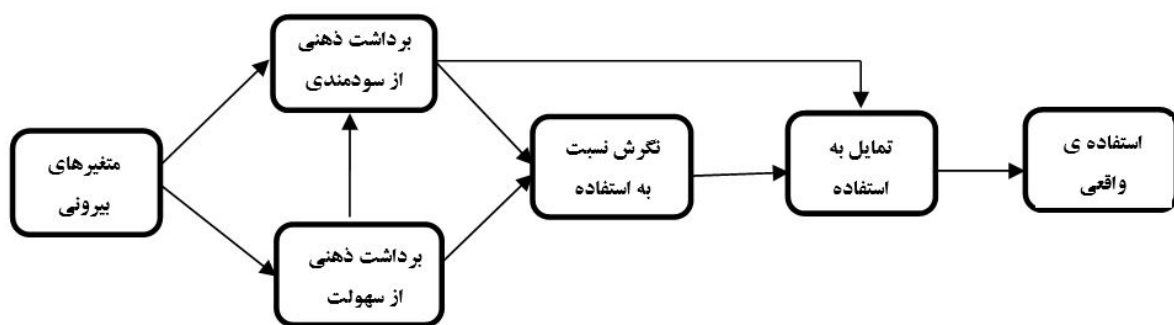 متغیرهای
بیرونی
برداشت ذهنی
از سودمندی
برداشت ذهنی
از سهولت
نگرش نسبت
به استفاده
تمایل به
استفاده
استفاده ی
واقعی